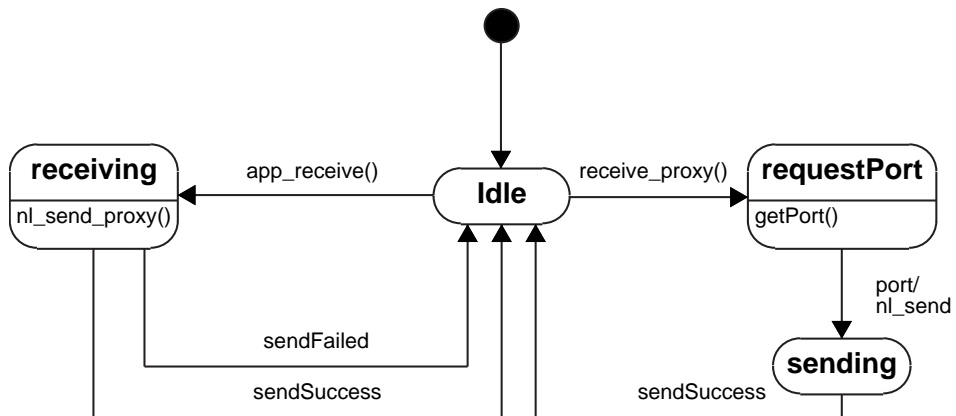 receiving
nl_send_proxy()
app_receive()
Idle
receive_proxy()
requestPort
getPort()
port/
nl_send
sendFailed
sending
sendSuccess
sendSuccess